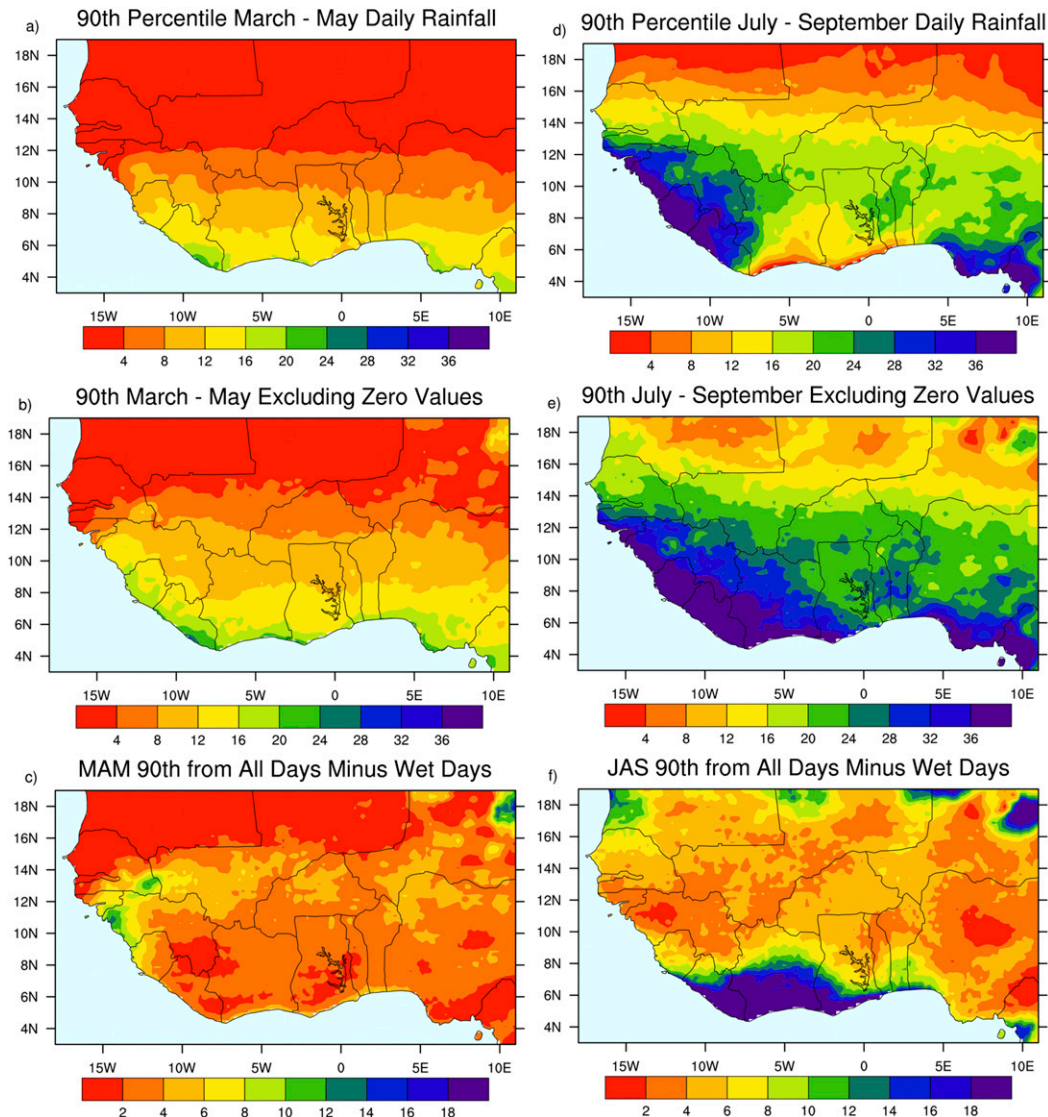 a)
90th Percentile March - May Daily Rainfall
18N
16N
14N
12N
10N
8N
6N
4N
15W 10W 5W 0 5E 10E
4 8 12 16 20 24 28 32 36
b)
90th March - May Excluding Zero Values
18N
16N
14N
12N
10N
8N
6N
4N
15W 10W 5W 0 5E 10E
4 8 12 16 20 24 28 32 36
c)
MAM 90th from All Days Minus Wet Days
18N
16N
14N
12N
10N
8N
6N
4N
15W 10W 5W 0 5E 10E
2 4 6 8 10 12 14 16 18
d)
90th Percentile July - September Daily Rainfall
18N
16N
14N
12N
10N
8N
6N
4N
15W 10W 5W 0 5E 10E
4 8 12 16 20 24 28 32 36
e)
90th July - September Excluding Zero Values
18N
16N
14N
12N
10N
8N
6N
4N
15W 10W 5W 0 5E 10E
4 8 12 16 20 24 28 32 36
f)
JAS 90th from All Days Minus Wet Days
18N
16N
14N
12N
10N
8N
6N
4N
15W 10W 5W 0 5E 10E
2 4 6 8 10 12 14 16 18